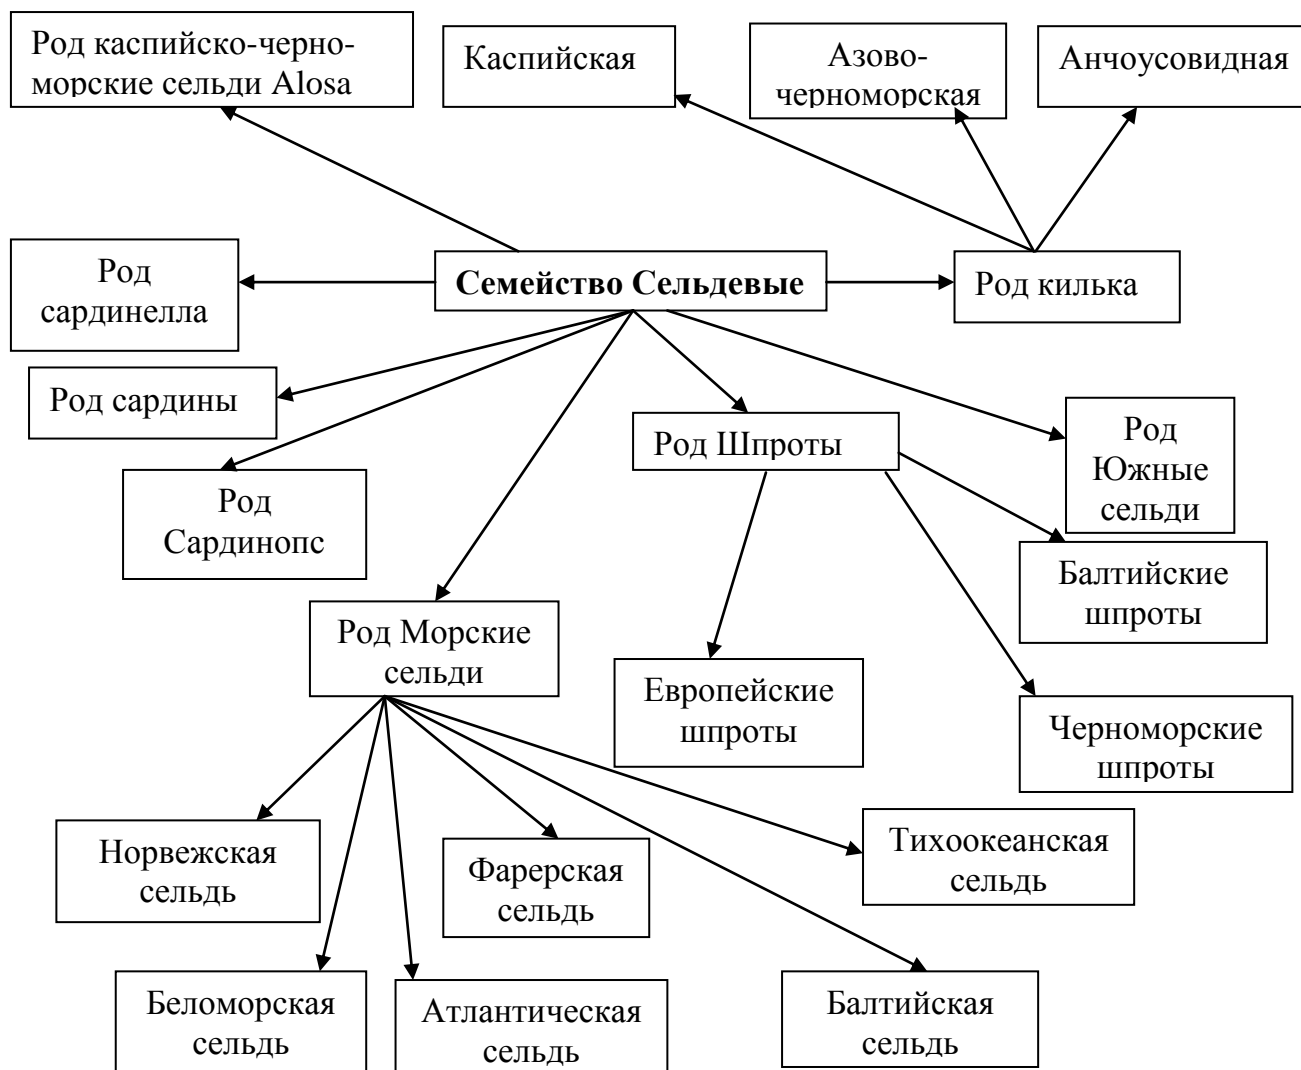 Род каспийско-черно-
морские сельди Alosa
Каспийская
Азово-
черноморская
Анчоусовидная
Род
сардинелла
Семейство Сельдевые
Род килька
Род сардины
Род
Сардинопс
Род Шпроты
Род
Южные
сельди
Балтийские
шпроты
Род Морские
сельди
Европейские
шпроты
Черноморские
шпроты
Норвежская
сельдь
Фарерская
сельдь
Тихоокеанская
сельдь
Беломорская
сельдь
Атлантическая
сельдь
Балтийская
сельдь